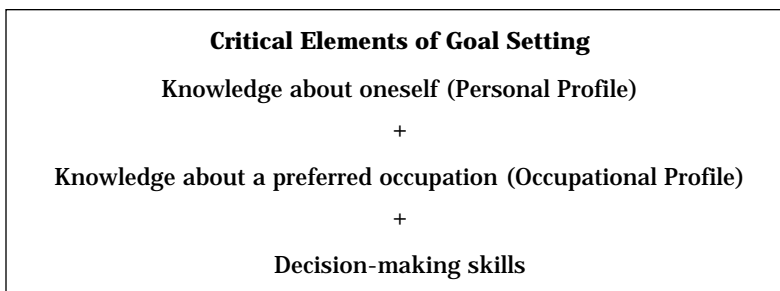 Critical Elements of Goal Setting
Knowledge about oneself (Personal Profile)
+
Knowledge about a preferred occupation (Occupational Profile)
+
Decision-making skills